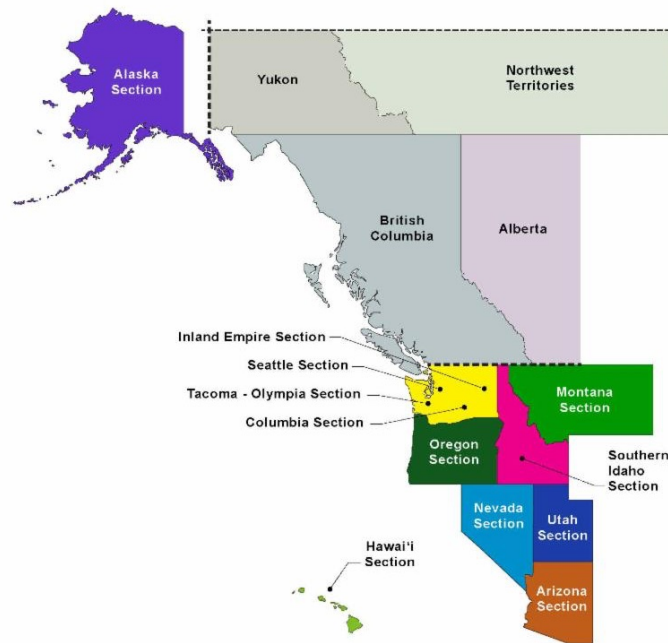 Alaska
Section
Yukon
Northwest
Territories
British
Columbia
Alberta
Inland Empire Section
Seattle Section
Tacoma - Olympia Section
Columbia Section
Montana
Section
Oregon
Section
Southern
Idaho
Section
Nevada
Section
Utah
Section
Hawai‘i
Section
Arizona
Section